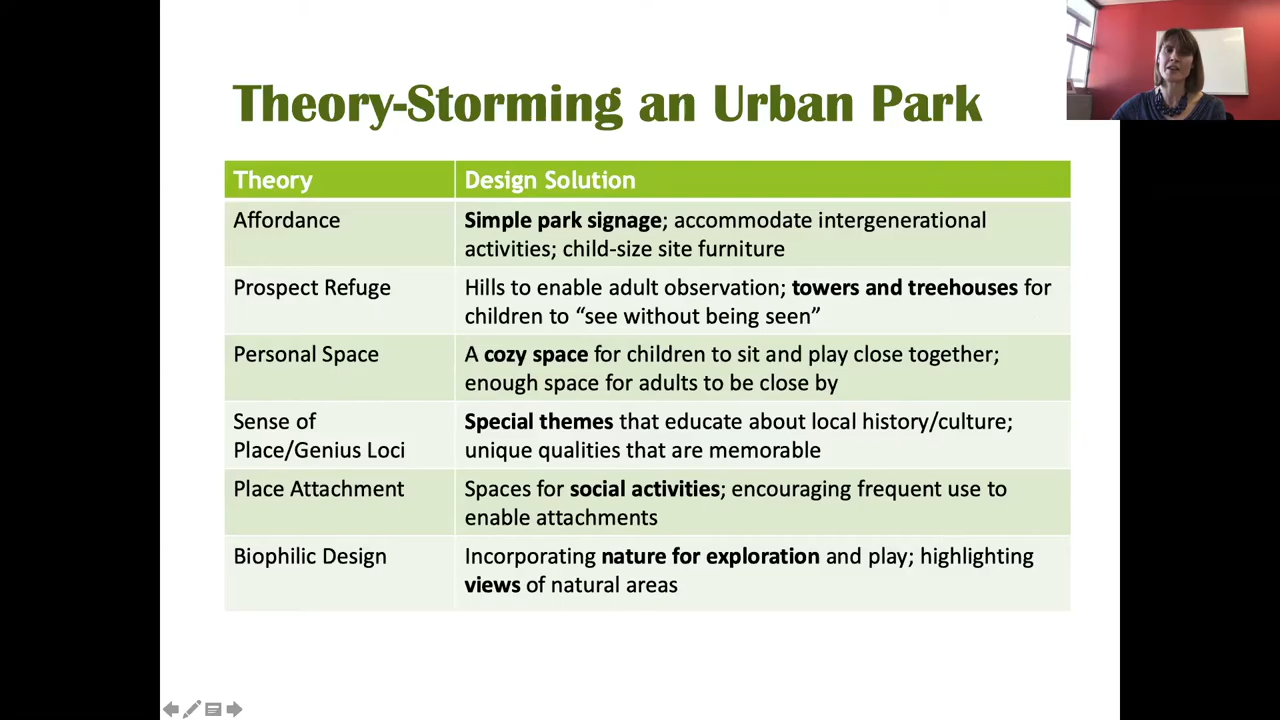 Theory-Storming an Urban Park
Theory
Design Solution
Affordance
Simple park signage; accommodate intergenerational
activities; child-size site furniture
Prospect Refuge
Hills to enable adult observation; towers and treehouses for
children to “see without being seen”
Personal Space
A cozy space for children to sit and play close together;
enough space for adults to be close by
Sense of
Place/Genius Loci
Special themes that educate about local history/culture;
unique qualities that are memorable
Place Attachment
Spaces for social activities; encouraging frequent use to
enable attachments
Biophilic Design
Incorporating nature for exploration and play; highlighting
views of natural areas